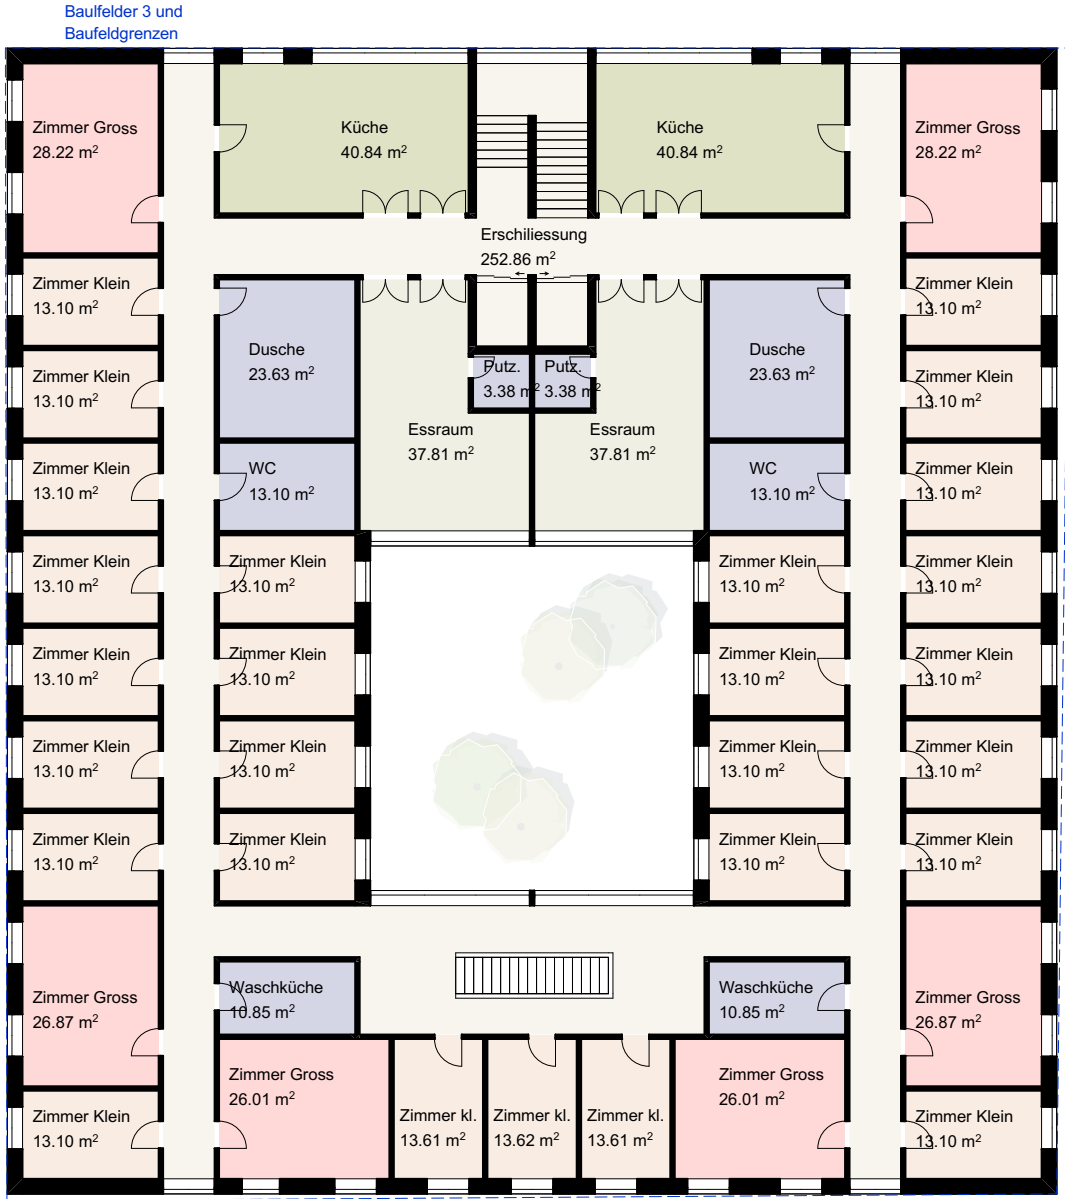 Baulfelder 3 und
Baufeldgrenzen
Zimmer Gross
28.22 m²
Küche
40.84 m²
Küche
40.84 m²
Zimmer Gross
28.22 m²
Erschiliessung
252.86 m²
Zimmer Klein
13.10 m²
Zimmer Klein
13.10 m²
Dusche
23.63 m²
Dusche
23.63 m²
Zimmer Klein
13.10 m²
Putz.
3.38 m²
Putz.
3.38 m²
Zimmer Klein
13.10 m²
Essraum
37.81 m²
Essraum
37.81 m²
Zimmer Klein
13.10 m²
WC
13.10 m²
WC
13.10 m²
Zimmer Klein
13.10 m²
Zimmer Klein
13.10 m²
Zimmer Klein
13.10 m²
Zimmer Klein
13.10 m²
Zimmer Klein
13.10 m²
Zimmer Klein
13.10 m²
Zimmer Klein
13.10 m²
Zimmer Klein
13.10 m²
Zimmer Klein
13.10 m²
Zimmer Klein
13.10 m²
Zimmer Klein
13.10 m²
Zimmer Klein
13.10 m²
Zimmer Klein
13.10 m²
Zimmer Klein
13.10 m²
Zimmer Klein
13.10 m²
Zimmer Klein
13.10 m²
Zimmer Klein
13.10 m²
Zimmer Gross
26.87 m²
Waschküche
10.85 m²
Waschküche
10.85 m²
Zimmer Gross
26.87 m²
Zimmer Gross
26.01 m²
Zimmer Gross
26.01 m²
Zimmer Klein
13.10 m²
Zimmer kl.
13.61 m²
Zimmer kl.
13.62 m²
Zimmer kl.
13.61 m²
Zimmer Klein
13.10 m²